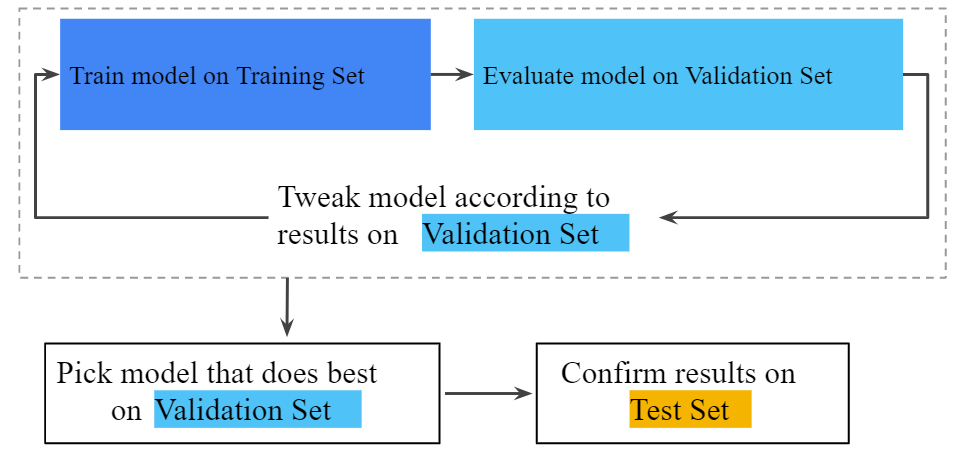 Train model on Training Set
Evaluate model on Validation Set
Tweak model according to
results on Validation Set
Pick model that does best
on Validation Set
Confirm results on
Test Set